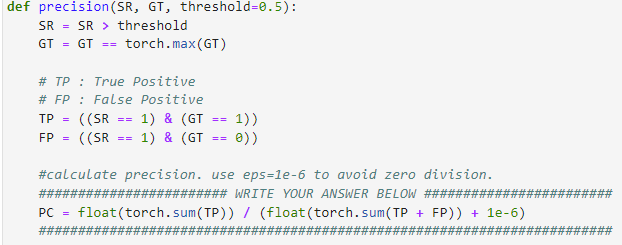 def precision(SR, GT, threshold=0.5):
SR = SR > threshold
GT = GT == torch.max(GT)
# TP : True Positive
# FP : False Positive
TP = ((SR == 1) & (GT == 1))
FP = ((SR == 1) & (GT == 0))
#calculate precision. use eps=1e-6 to avoid zero division.
######################## WRITE YOUR ANSWER BELOW ########################
PC = float(torch.sum(TP)) / (float(torch.sum(TP + FP)) + 1e-6)
#########################################################################